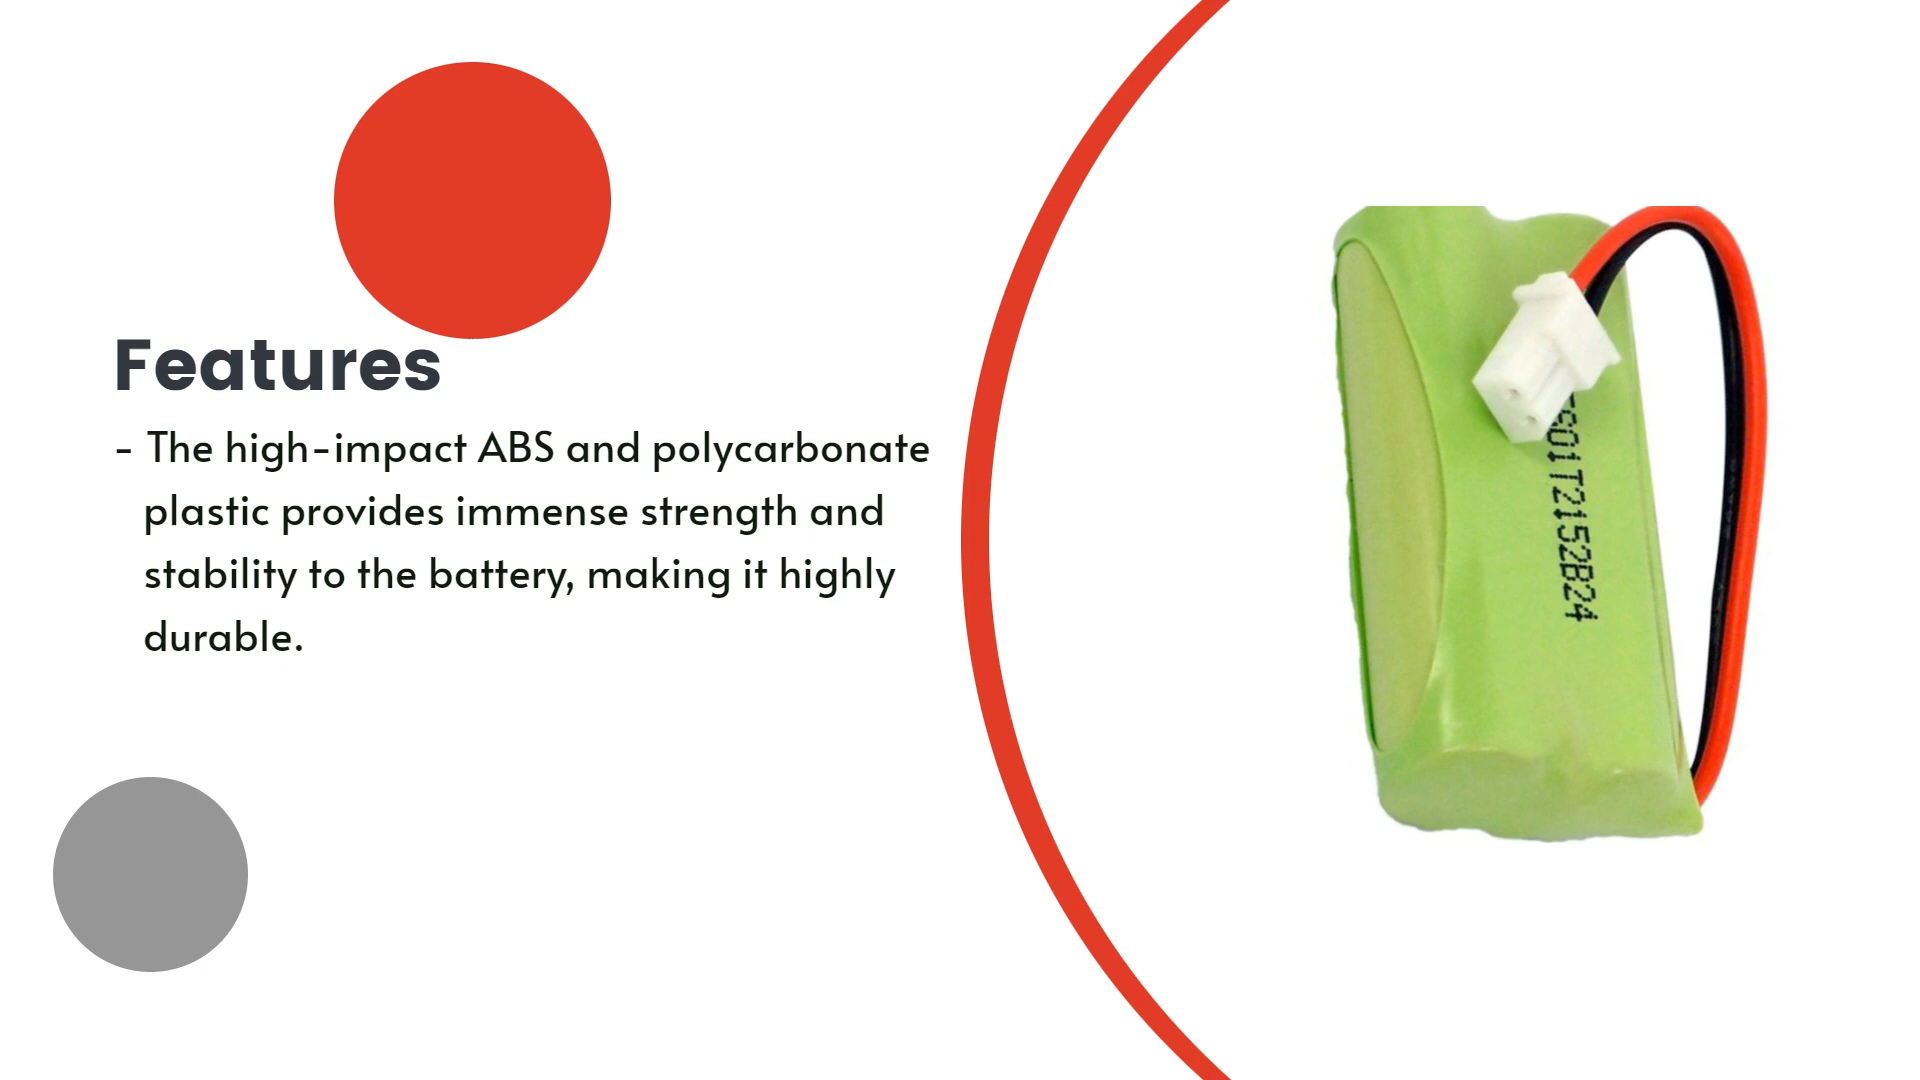 Features
- The high-impact ABS and polycarbonate
plastic provides immense strength and
stability to the battery, making it highly
durable.